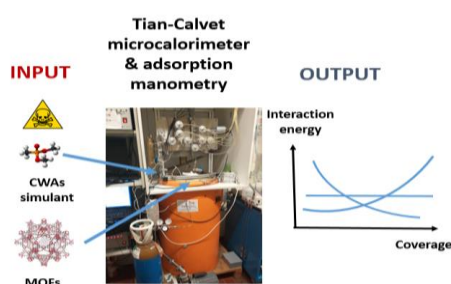 Tian-Calvet
microcalorimeter
& adsorption
manometry
INPUT
OUTPUT
CWAs
simulant
MOFs
Interaction
energy
Coverage